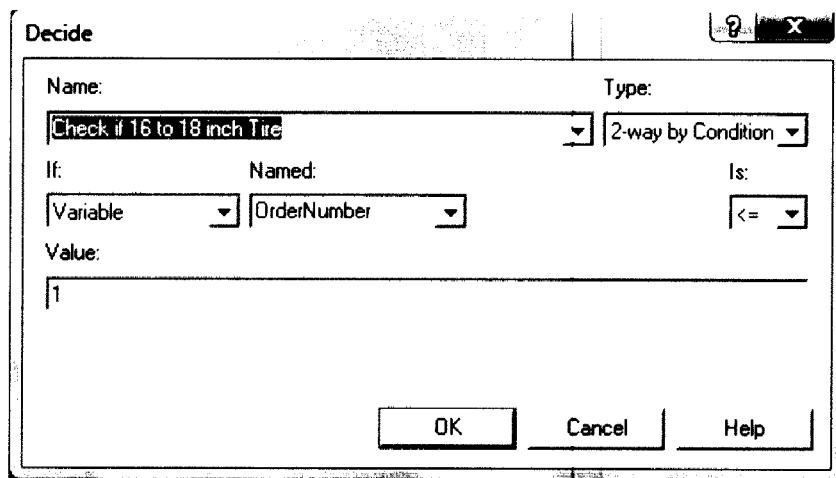 Decide
Name: Type:
Check if 16 to 18 inch Tire 2-way by Condition
If: Named: Is:
Variable OrderNumber <=
Value:
1
OK Cancel Help